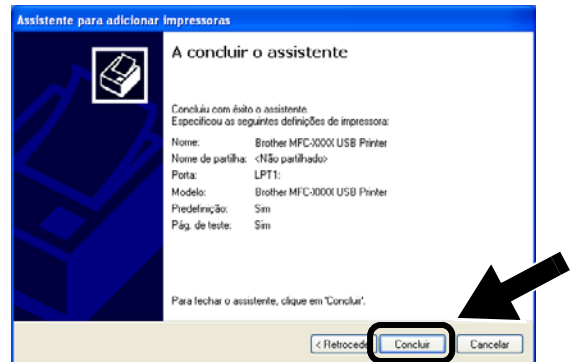 Assistente para adicionar impressoras
A concluir o assistente
Concluiu com êxito o assistente.
Especificou as seguintes definições de impressora:
Nome: Brother MFC-XXXX USB Printer
Nome de partilha: <Não partilhado>
Porta: LPT1:
Modelo: Brother MFC-XXXX USB Printer
Predefinição: Sim
Pág. de teste: Sim
Para fechar o assistente, clique em 'Concluir'.
< Retrocede Concluir Cancelar